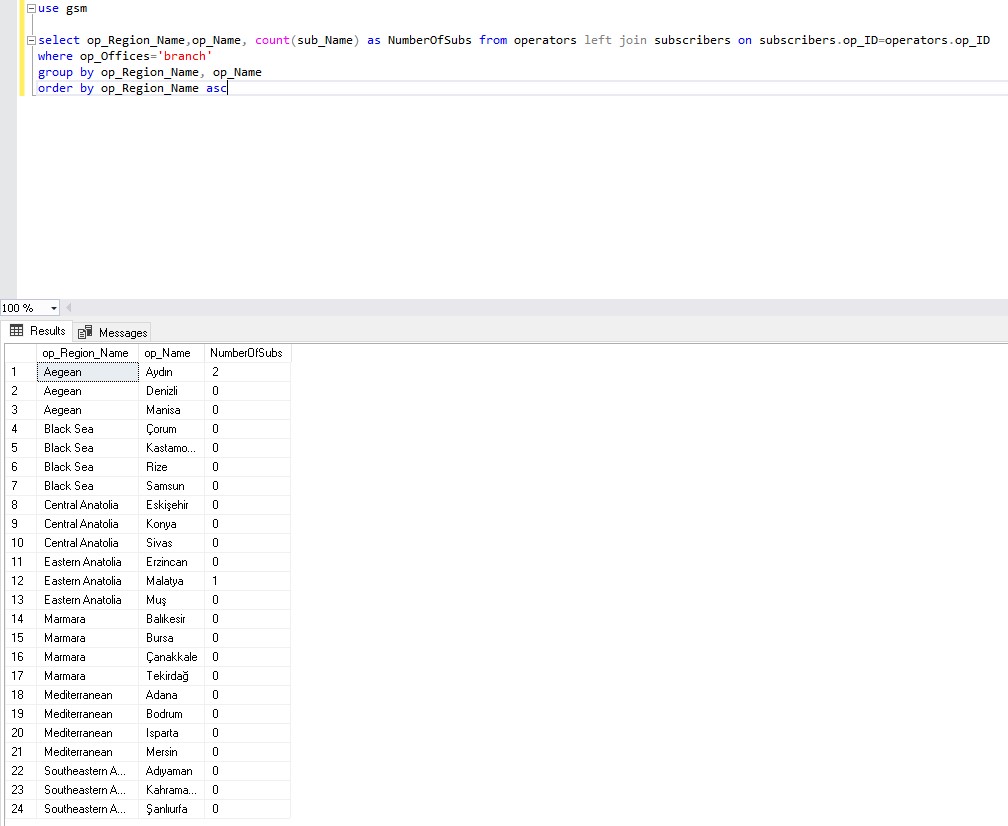 use gsm
select op_Region_Name,op_Name, count(sub_Name) as NumberOfSubs from operators left join subscribers on subscribers.op_ID=operators.op_ID
where op_Offices='branch'
group by op_Region_Name, op_Name
order by op_Region_Name asc
100 %
Results Messages
op_Region_Name op_Name NumberOfSubs
1 Aegean Aydın 2
2 Aegean Denizli 0
3 Aegean Manisa 0
4 Black Sea Çorum 0
5 Black Sea Kastamo... 0
6 Black Sea Rize 0
7 Black Sea Samsun 0
8 Central Anatolia Eskişehir 0
9 Central Anatolia Konya 0
10 Central Anatolia Sivas 0
11 Eastern Anatolia Erzincan 0
12 Eastern Anatolia Malatya 1
13 Eastern Anatolia Muş 0
14 Marmara Balıkesir 0
15 Marmara Bursa 0
16 Marmara Çanakkale 0
17 Marmara Tekirdağ 0
18 Mediterranean Adana 0
19 Mediterranean Bodrum 0
20 Mediterranean Isparta 0
21 Mediterranean Mersin 0
22 Southeastern A... Adıyaman 0
23 Southeastern A... Kahrama... 0
24 Southeastern A... Şanlıurfa 0